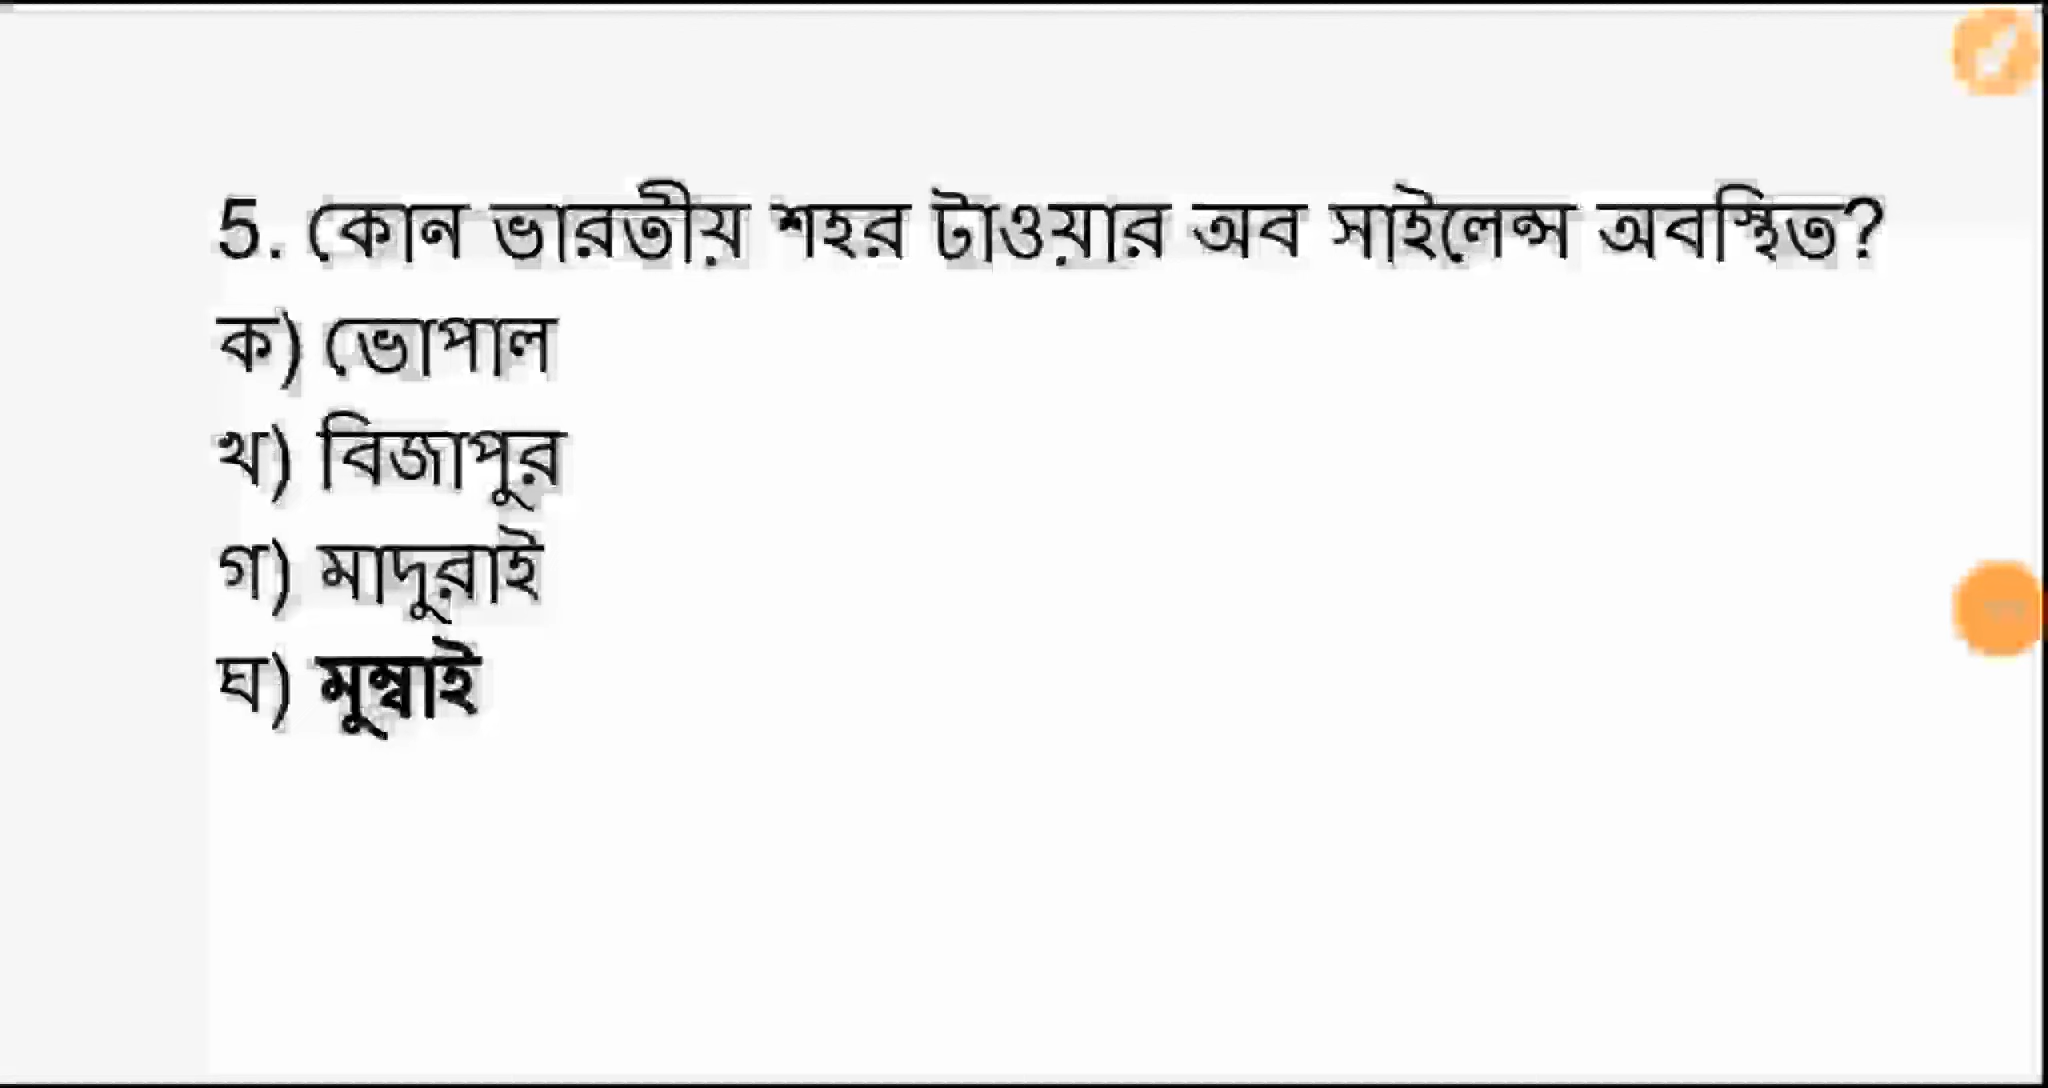 5. কোন ভারতীয় শহর টাওয়ার অব সাইলেন্স অবস্থিত?
ক) ভোপাল
খ) বিজাপুর
গ) মাদুরাই
ঘ) মুম্বাই